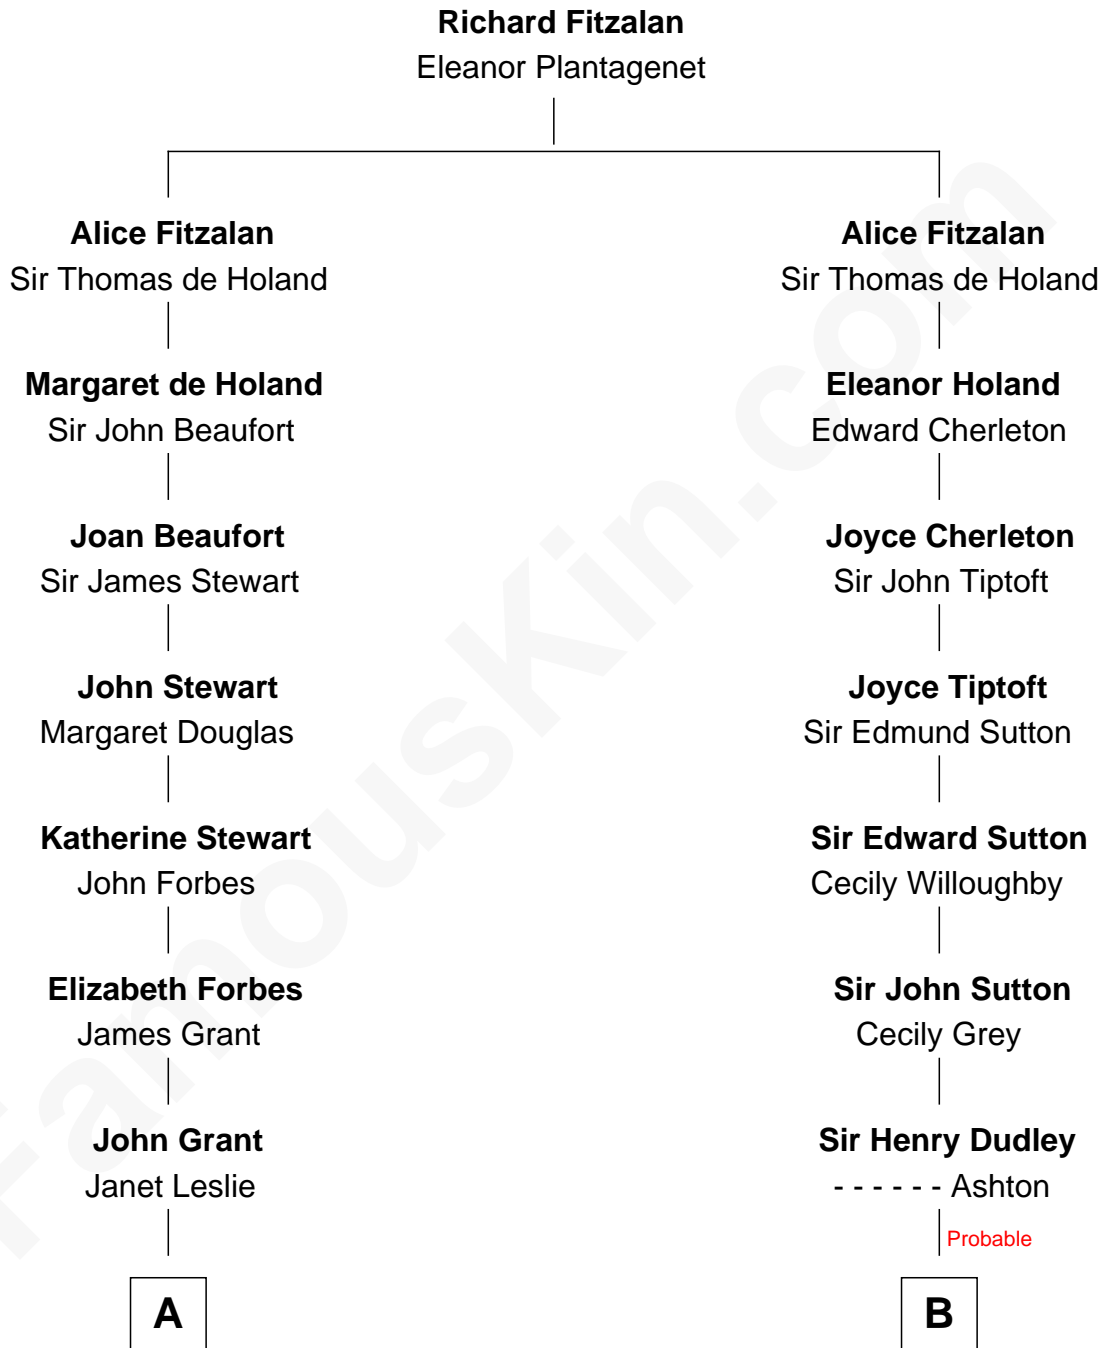 Richard Fitzalan
Eleanor Plantagenet
Alice Fitzalan
Sir Thomas de Holand
Margaret de Holand
Sir John Beaufort
Joan Beaufort
Sir James Stewart
John Stewart
Margaret Douglas
Katherine Stewart
John Forbes
Elizabeth Forbes
James Grant
John Grant
Janet Leslie
A
Alice Fitzalan
Sir Thomas de Holand
Eleanor Holand
Edward Cherleton
Joyce Cherleton
Sir John Tiptoft
Joyce Tiptoft
Sir Edmund Sutton
Sir Edward Sutton
Cecily Willoughby
Sir John Sutton
Cecily Grey
Sir Henry Dudley
- - - - - - Ashton
Probable
B
FamousKin.com